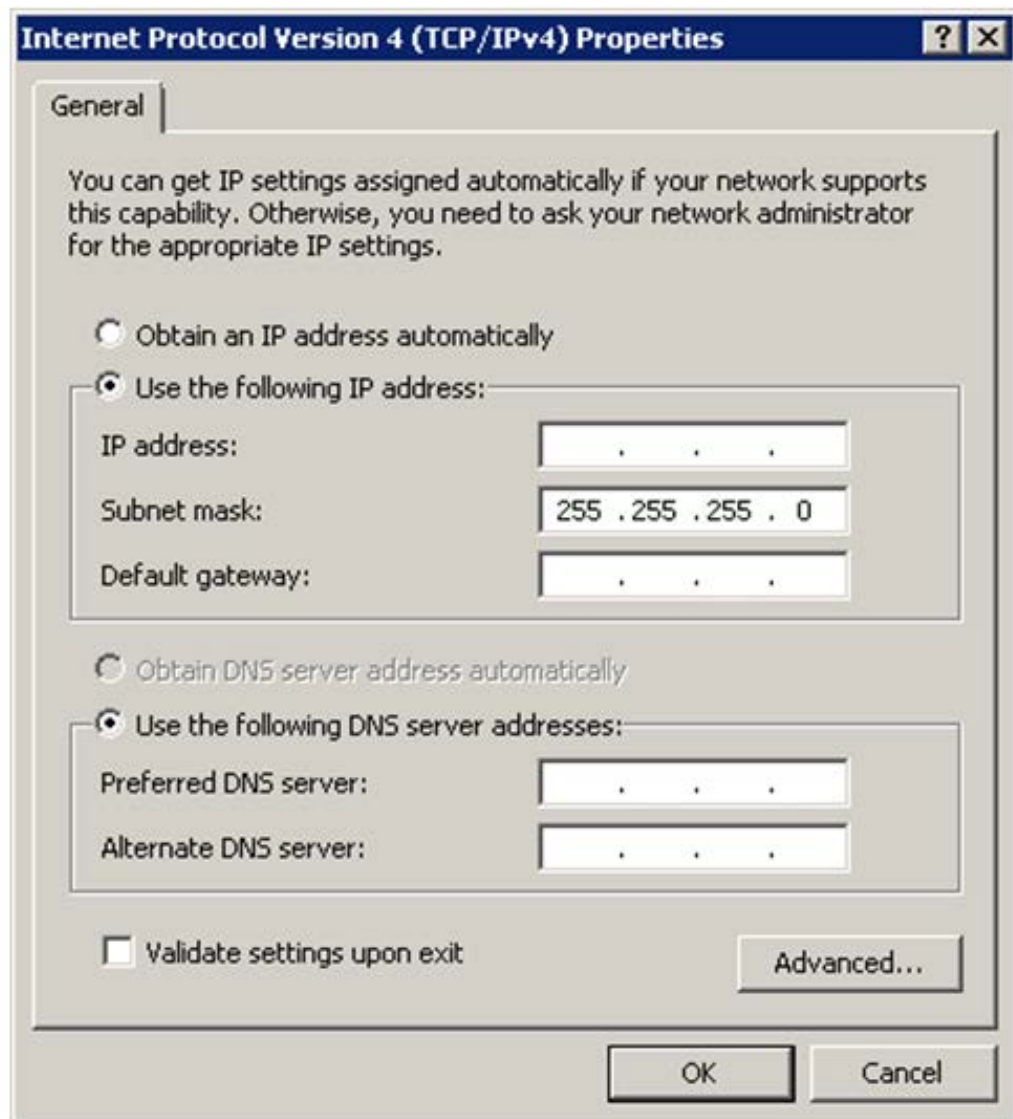 Internet Protocol Version 4 (TCP/IPv4) Properties
General
You can get IP settings assigned automatically if your network supports
this capability. Otherwise, you need to ask your network administrator
for the appropriate IP settings.
Obtain an IP address automatically
Use the following IP address:
IP address: . . .
Subnet mask: 255 .255 .255 . 0
Default gateway: . . .
Obtain DNS server address automatically
Use the following DNS server addresses:
Preferred DNS server: . . .
Alternate DNS server: . . .
Validate settings upon exit
Advanced...
OK Cancel